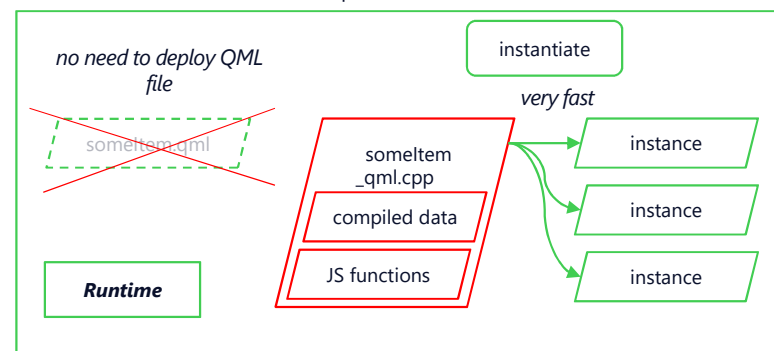 no need to deploy QML
file
someItem.qml
instantiate
very fast
someItem
_qml.cpp
compiled data
JS functions
instance
instance
instance
Runtime